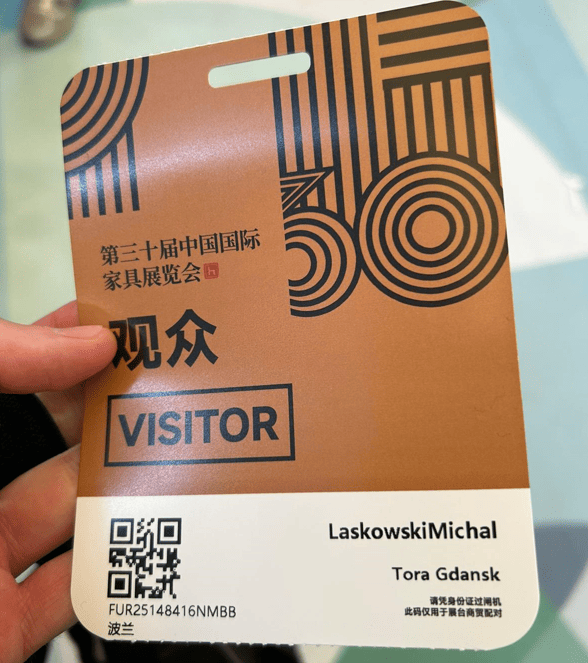 第三十届中国国际
家具展览会
观众
VISITOR
LaskowskiMichal
Tora Gdansk
请凭身份证过闸机
此码仅用于展台商贸配对
FUR25148416NMBB
波兰